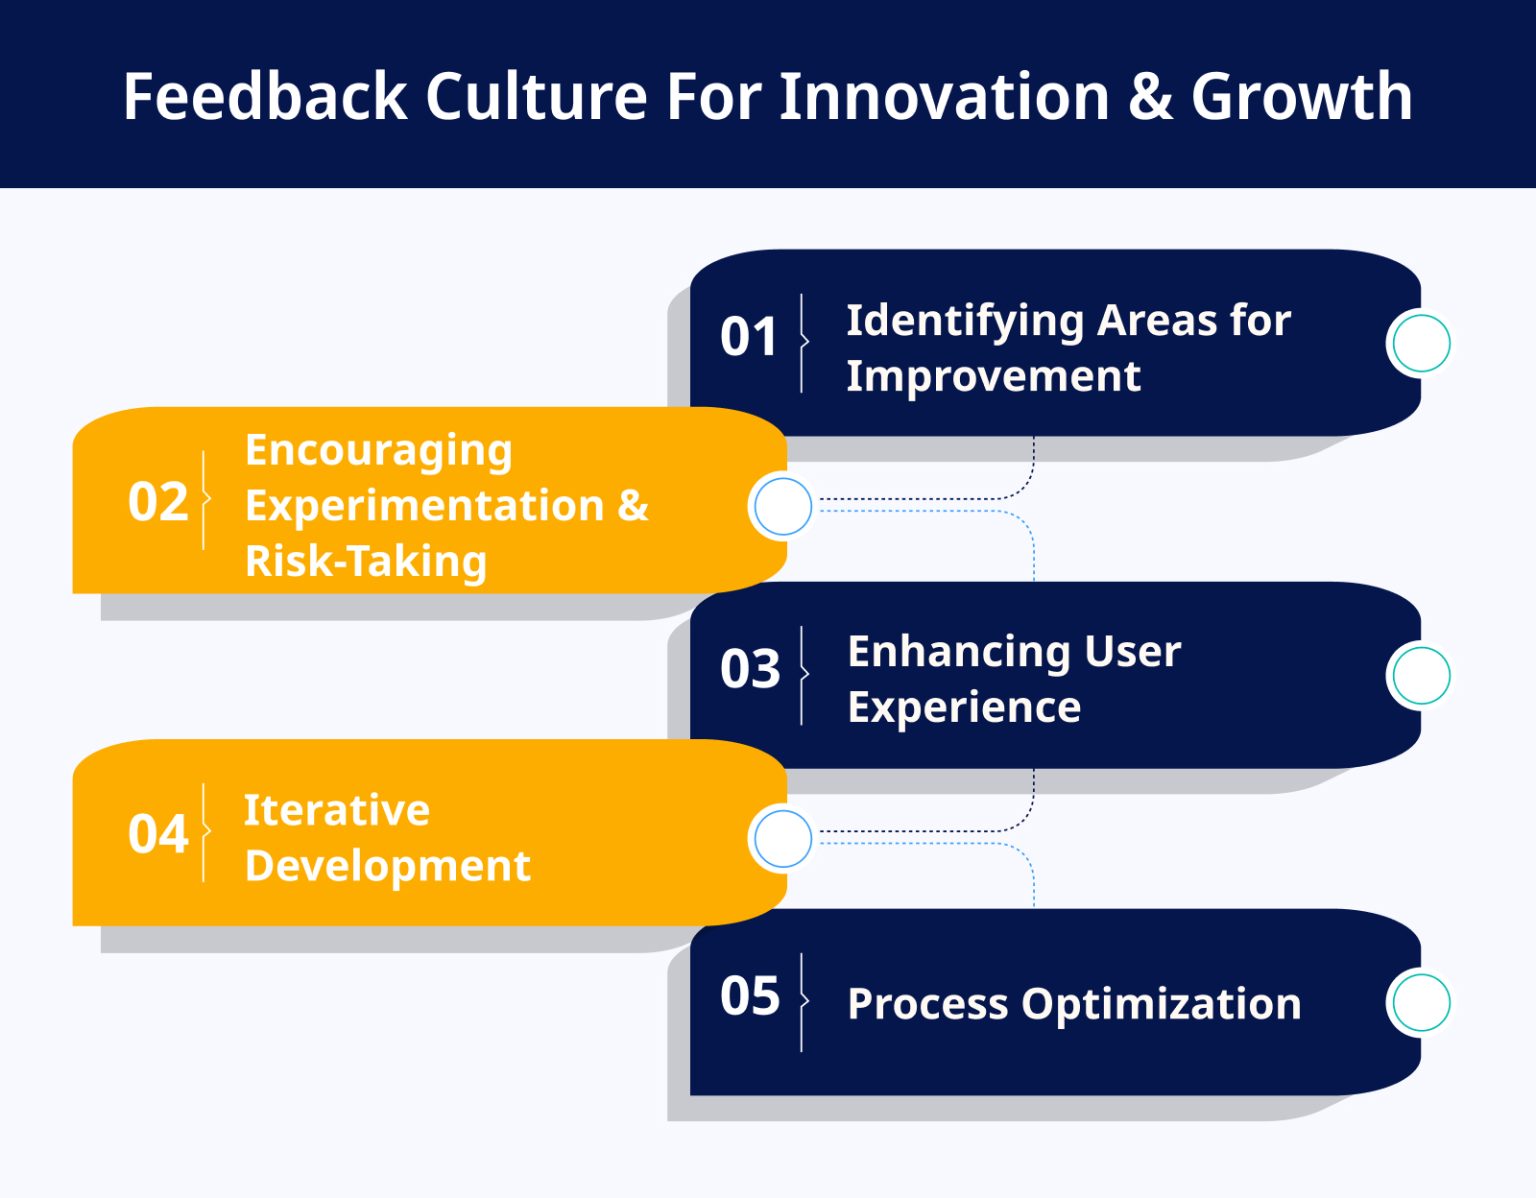 Feedback Culture For Innovation & Growth
01
Identifying Areas for
Improvement
02
Encouraging
Experimentation &
Risk-Taking
03
Enhancing User
Experience
04
Iterative
Development
05
Process Optimization